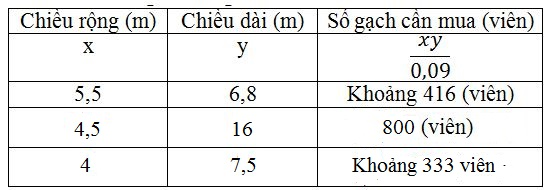 Chiều rộng (m) Chiều dài (m) Số gạch cần mua (viên)
x y xy/0,09
5,5 6,8 Khoảng 416 (viên)
4,5 16 800 (viên)
4 7,5 Khoảng 333 viên